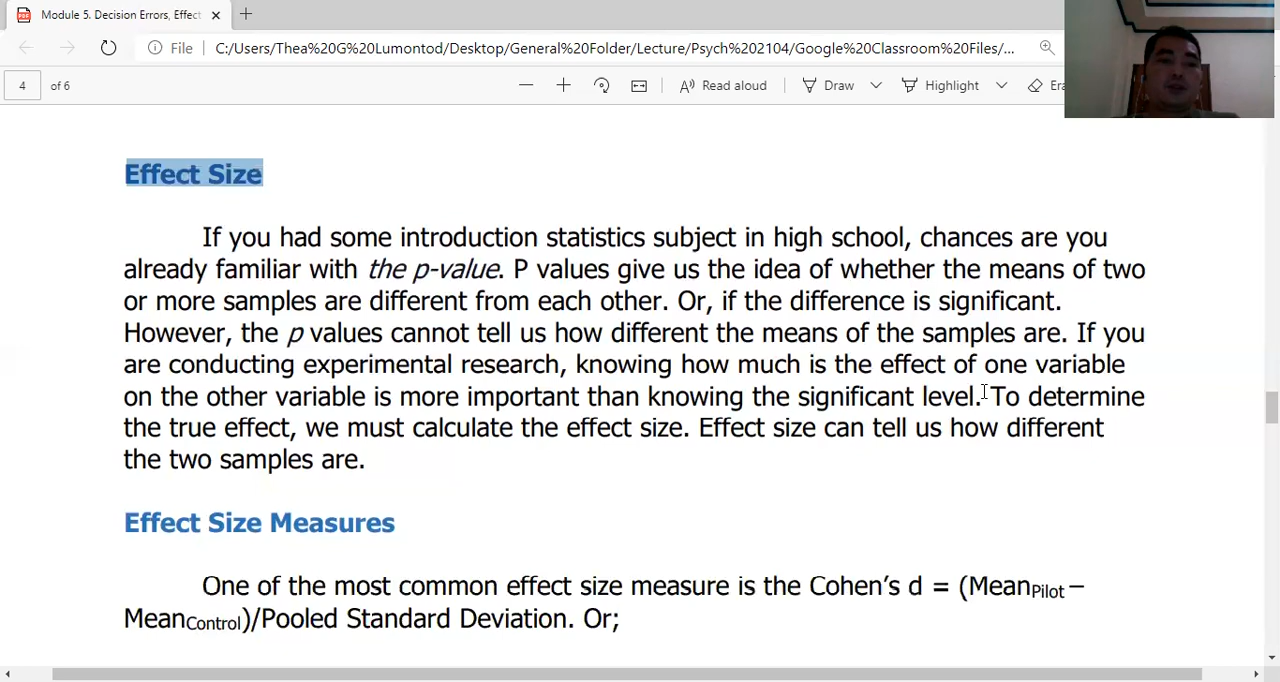 Module 5. Decision Errors, Effect
File C:/Users/Thea%20G%20Lumontod/Desktop/General%20Folder/Lecture/Psych%202104/Google%20Classroom%20Files/...
4 of 6 Read aloud Draw Highlight Era
Effect Size
If you had some introduction statistics subject in high school, chances are you
already familiar with the p-value. P values give us the idea of whether the means of two
or more samples are different from each other. Or, if the difference is significant.
However, the p values cannot tell us how different the means of the samples are. If you
are conducting experimental research, knowing how much is the effect of one variable
on the other variable is more important than knowing the significant level. To determine
the true effect, we must calculate the effect size. Effect size can tell us how different
the two samples are.
Effect Size Measures
One of the most common effect size measure is the Cohen’s d = (MeanPilot –
MeanControl)/Pooled Standard Deviation. Or;